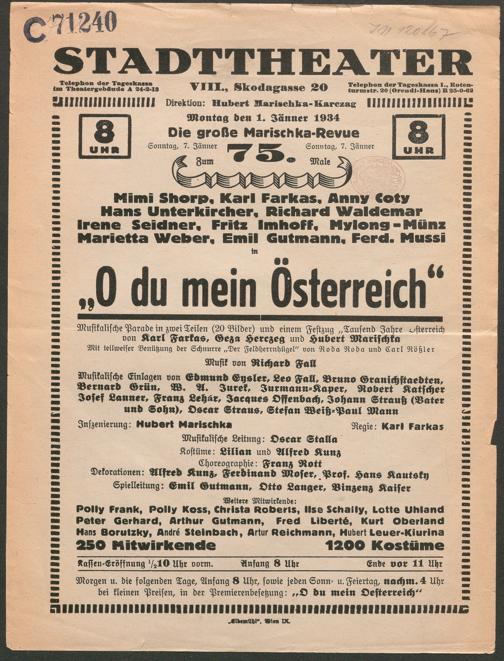 C 71240
STADTTHEATER
Telephon der Tageskassa im Theatergebäude A 24-2-13
VIII., Skodagasse 20
Telephon der Tageskassa I., Rotenturmstr. 20 (Orendi-Haus) R 25-0-62
Direktion: Hubert Marischka-Karczag
Montag den 1. Jänner 1934
8 UHR
Die große Marischka-Revue
8 UHR
Sonntag, 7. Jänner
75.
Sonntag, 7. Jänner
Zum
Male
Mimi Shorp, Karl Farkas, Anny Coty
Hans Unterkircher, Richard Waldemar
Irene Seidner, Fritz Imhoff, Mylong-Münz
Marietta Weber, Emil Gutmann, Ferd. Mussi
in
„O du mein Österreich“
Musikalische Parade in zwei Teilen (20 Bilder) und einem Festzug „Tausend Jahre Österreich
von Karl Farkas, Geza Herczeg und Hubert Marischka
Mit teilweiser Benützung der Schnurre „Der Feldherrnhügel“ von Roda Roda und Carl Rößler
Musik von Richard Fall
Musikalische Einlagen von Edmund Eysler, Leo Fall, Bruno Granichstaedten,
Bernard Grün, W. A. Jurek, Jurmann-Kaper, Robert Katscher
Josef Lanner, Franz Lehár, Jacques Offenbach, Johann Strauß (Vater
und Sohn), Oscar Straus, Stefan Weiß-Paul Mann
Inszenierung: Hubert Marischka
Regie: Karl Farkas
Musikalische Leitung: Oscar Stalla
Kostüme: Lilian und Alfred Kunz
Choreographie: Franz Rott
Dekorationen: Alfred Kunz, Ferdinand Moser, Prof. Hans Kautsky
Spielleitung: Emil Gutmann, Otto Langer, Vinzenz Kaiser
Weitere Mitwirkende:
Polly Frank, Polly Koss, Christa Roberts, Ilse Schaily, Lotte Uhland
Peter Gerhard, Arthur Gutmann, Fred Liberté, Kurt Oberland
Hans Borutzky, André Steinbach, Artur Reichmann, Hubert Leuer-Kiurina
250 Mitwirkende
1200 Kostüme
Kassen-Eröffnung ½10 Uhr vorm.
Anfang 8 Uhr
Ende vor 11 Uhr
Morgen u. die folgenden Tage, Anfang 8 Uhr, sowie jeden Sonn- u. Feiertag, nachm. 4 Uhr
bei kleinen Preisen, in der Premierenbesetzung: „O du mein Oesterreich“
„Elbemühl“, Wien IX.